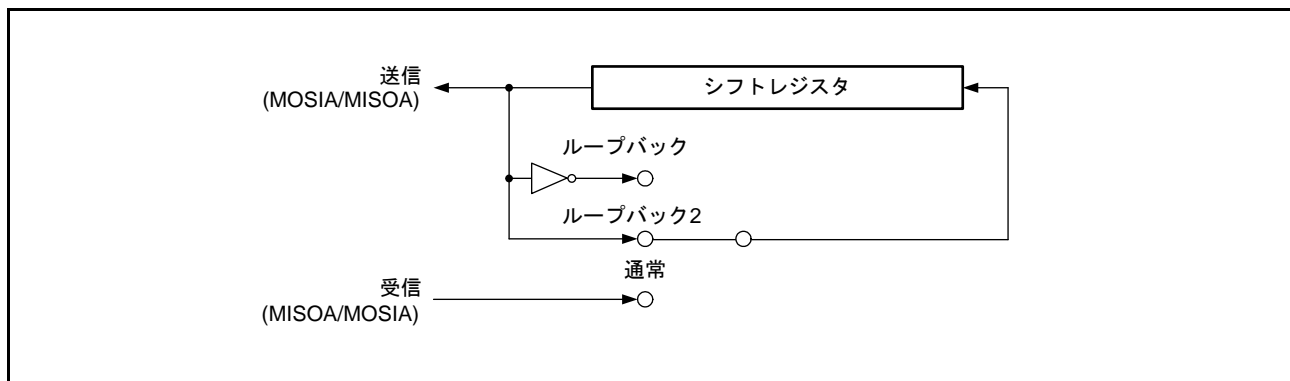 送信
(MOSIA/MISOA)
シフトレジスタ
ループバック
ループバック2
通常
受信
(MISOA/MOSIA)